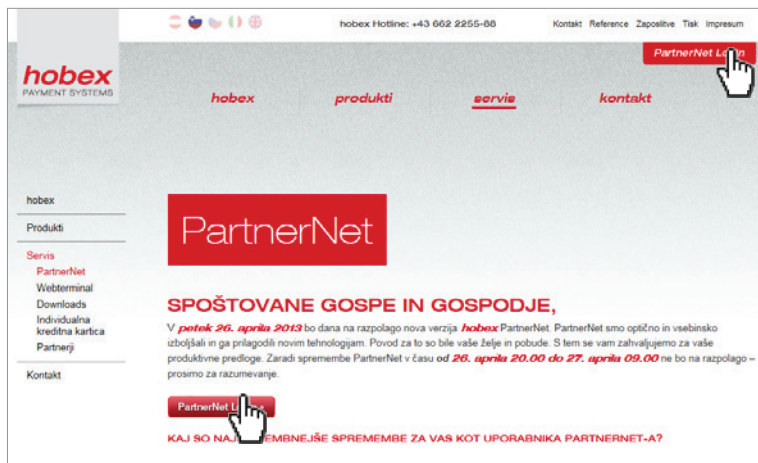 hobex Hotline: +43 662 2255-88
Kontakt Reference Zaposlitve Tisk Impresum
PartnerNet
hobex
PAYMENT SYSTEMS
hobex produkti servis kontakt
hobex
Produkti
Servis
PartnerNet
Webterminal
Downloads
Individualna
kreditna kartica
Partnerji
Kontakt
PartnerNet
SPOŠTOVANE GOSPE IN GOSPODJE,
V petek 26. aprila 2013 bo dana na razpolago nova verzija hobex PartnerNet. PartnerNet smo optično in vsebinsko
izboljšali in ga prilagodili novim tehnologijam. Povod za to so bile vaše želje in pobude. S tem se vam zahvaljujemo za vaše
produktivne predloge. Zaradi spremembe PartnerNet v času od 26. aprila 20.00 do 27. aprila 09.00 ne bo na razpolago –
prosimo za razumevanje.
PartnerNet
KAJ SO SPREMEMBE ZA VAS KOT UPORABNIKA PARTNERNET-A?